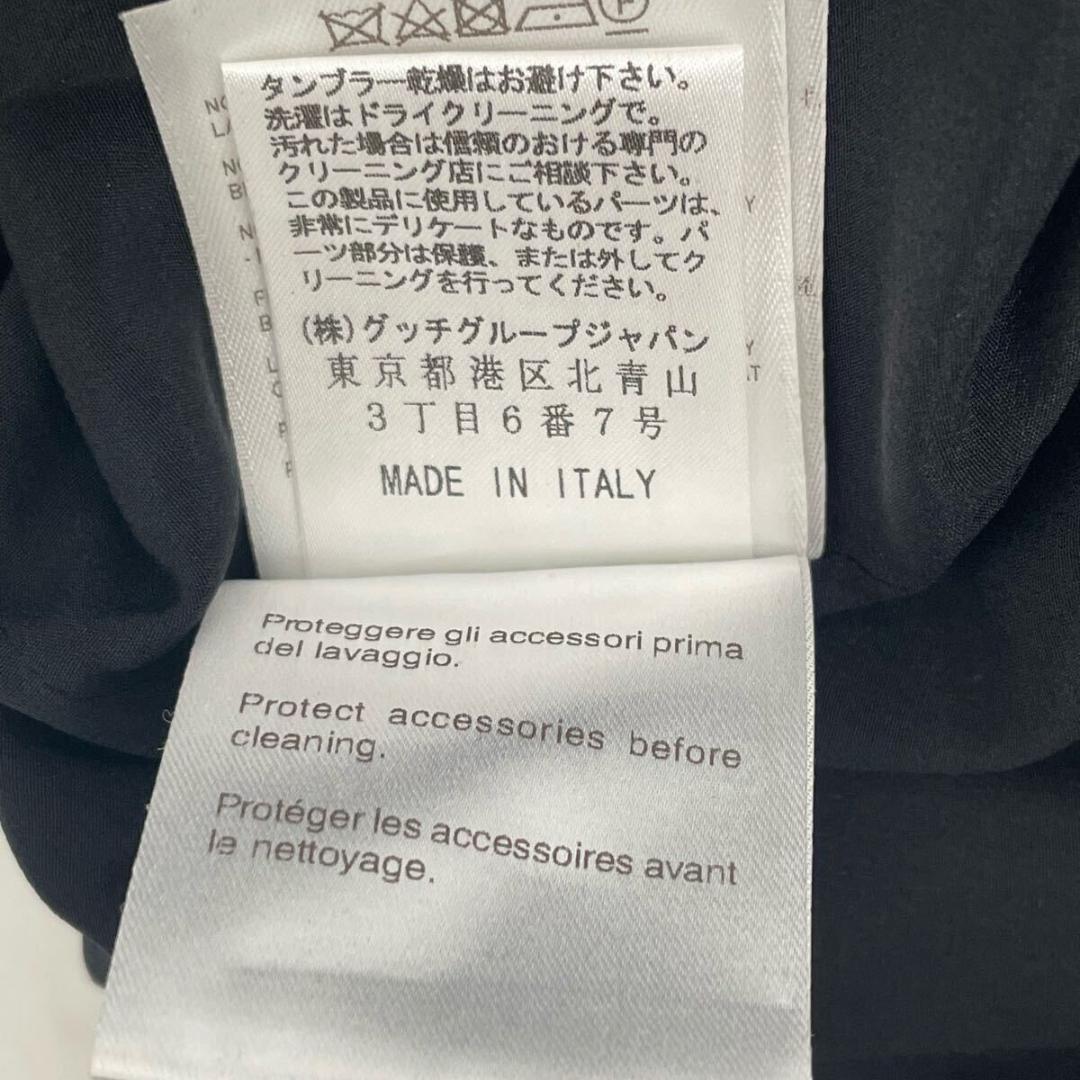 タンブラー乾燥はお避け下さい。
洗濯はドライクリーニングで。
汚れた場合は信頼のおける専門の
クリーニング店にご相談下さい。
この製品に使用しているパーツは、
非常にデリケートなものです。パ
ーツ部分は保護、または外してク
リーニングを行ってください。
(株)グッチグループジャパン
東京都港区北青山
3丁目6番7号
MADE IN ITALY
Proteggere gli accessori prima
del lavaggio.
Protect accessories before
cleaning.
Protéger les accessoires avant
le nettoyage.